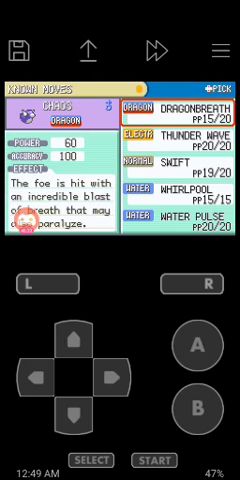 KNOWN MOVES
PICK
CHAOS
DRAGON
POWER 60
ACCURACY 100
EFFECT
The foe is hit with
an incredible blast
of breath that may
paralyze.
DRAGON DRAGONBREATH
PP15/20
ELECTR THUNDER WAVE
PP20/20
NORMAL SWIFT
PP19/20
WATER WHIRLPOOL
PP15/15
WATER WATER PULSE
PP20/20
L
R
A
B
SELECT
START
12:49 AM
47%